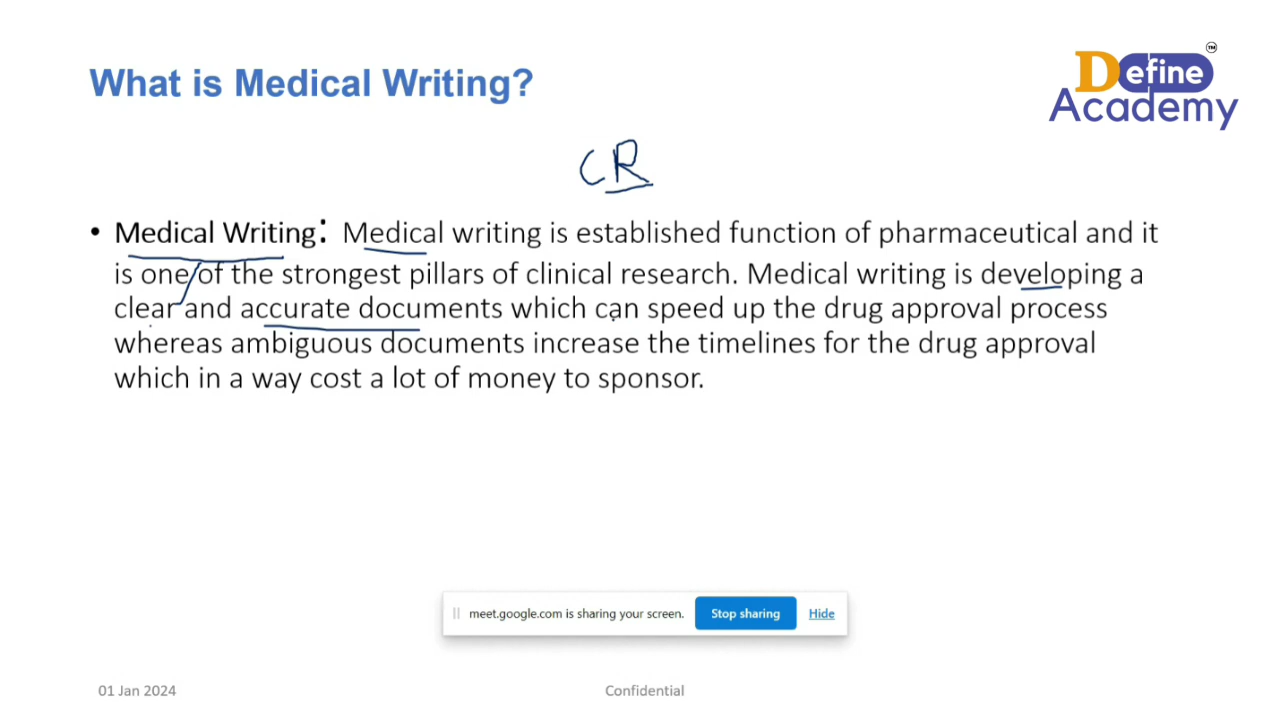 What is Medical Writing?
Define
Academy
TM
CR
• Medical Writing: Medical writing is established function of pharmaceutical and it
is one of the strongest pillars of clinical research. Medical writing is developing a
clear and accurate documents which can speed up the drug approval process
whereas ambiguous documents increase the timelines for the drug approval
which in a way cost a lot of money to sponsor.
meet.google.com is sharing your screen. Stop sharing Hide
01 Jan 2024 Confidential